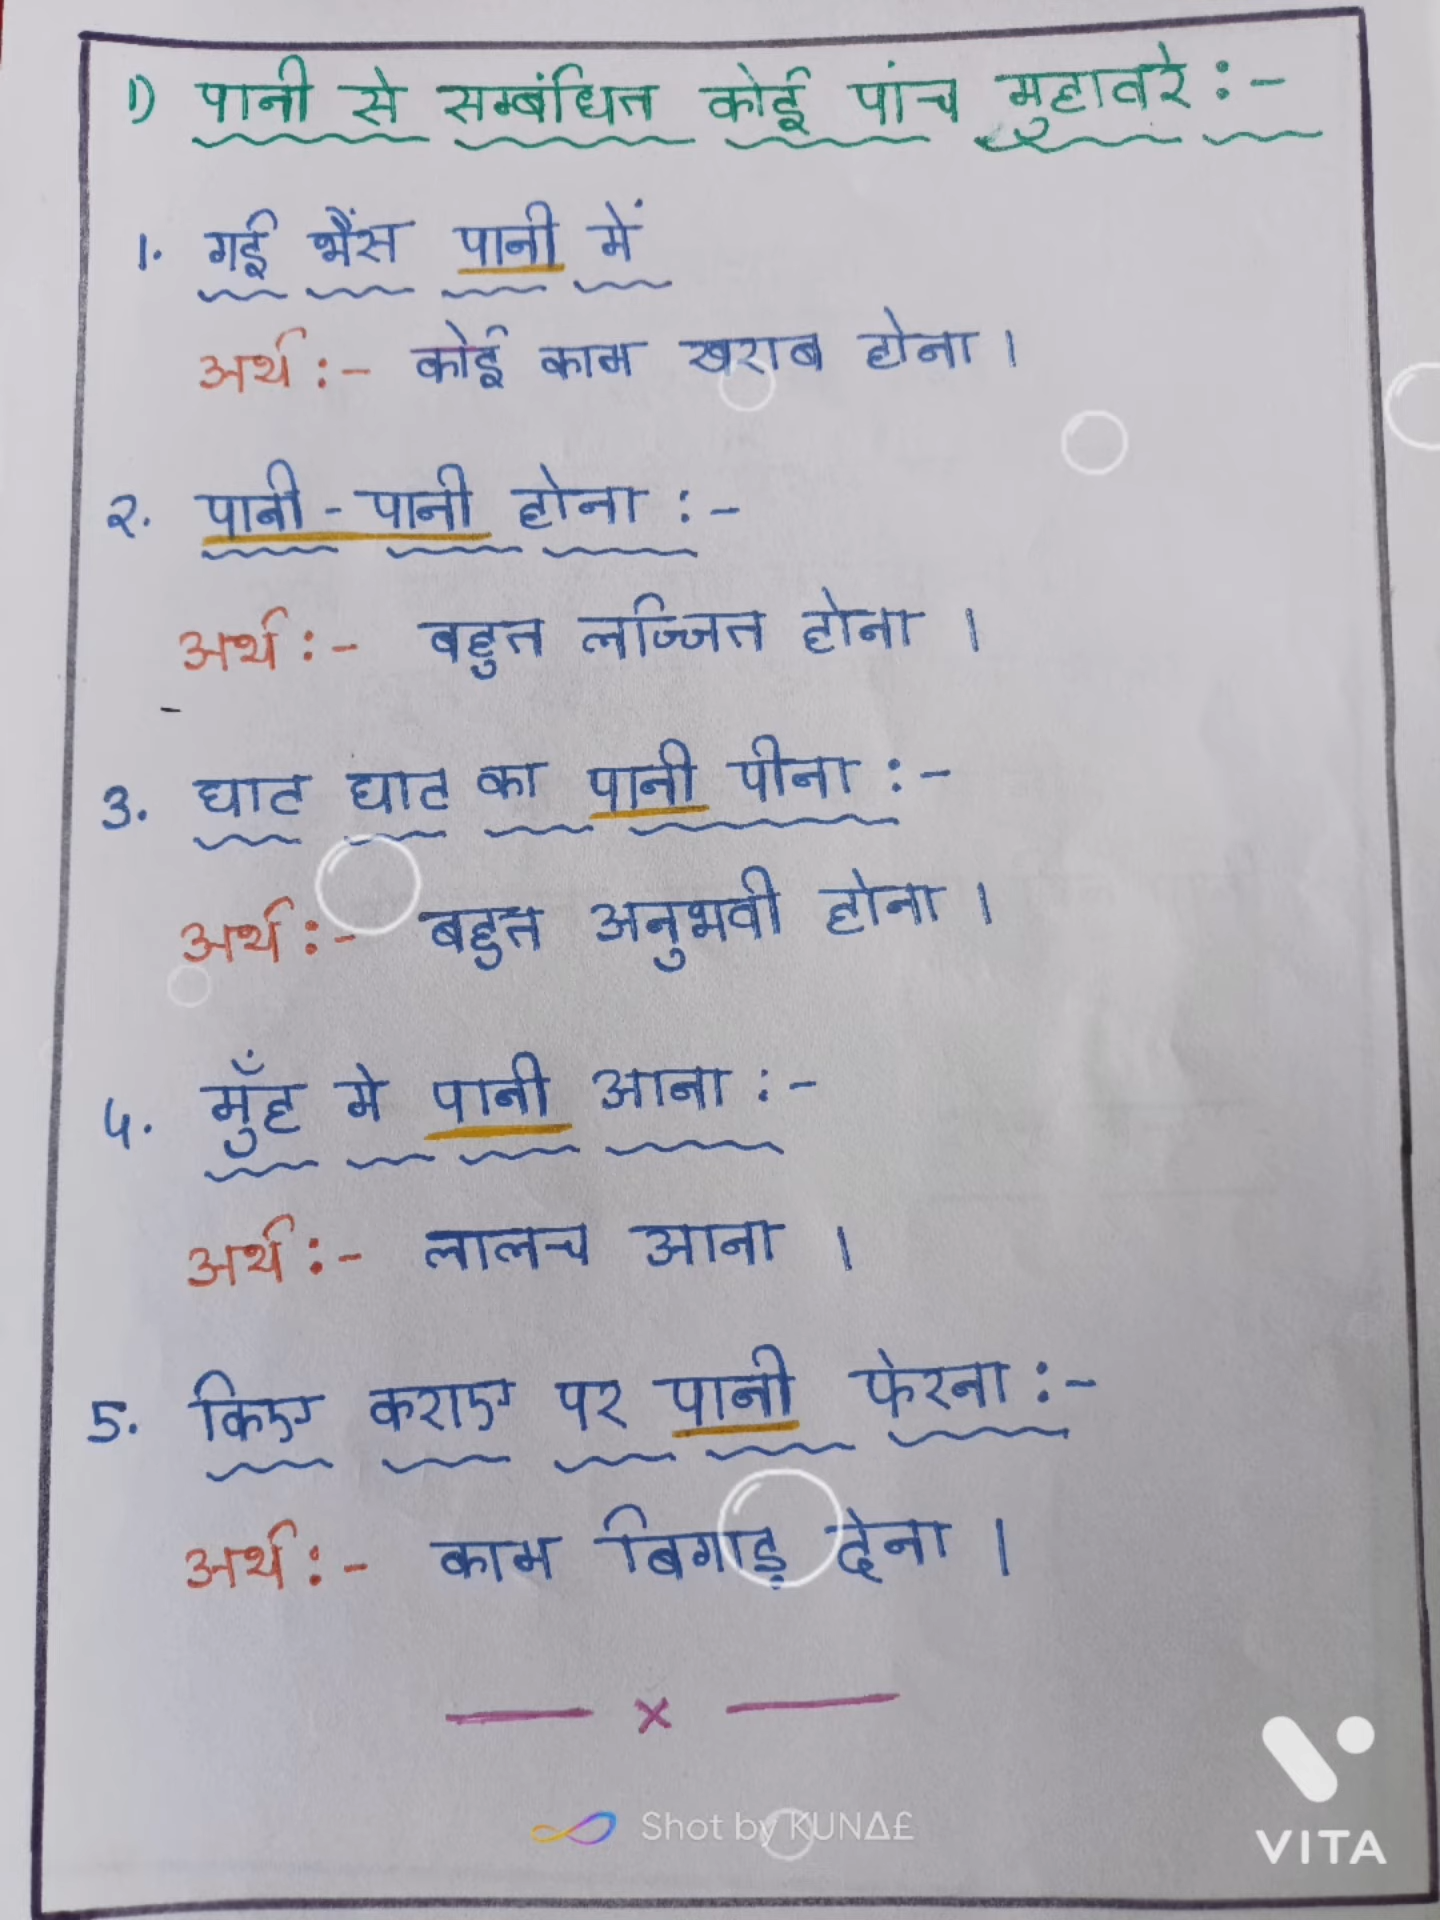 1) पानी से सम्बंधित कोई पांच मुहावरे :-
1. गई भैंस पानी में
अर्थ :- कोई काम खराब होना ।
२. पानी - पानी होना :-
अर्थ :- बहुत लज्जित होना ।
3. घाट घाट का पानी पीना :-
अर्थ :- बहुत अनुभवी होना ।
4. मुँह मे पानी आना :-
अर्थ :- लालच आना ।
5. किए कराए पर पानी फेरना :-
अर्थ :- काम बिगाड़ देना ।
x
Shot by KUNΔ£
VITA